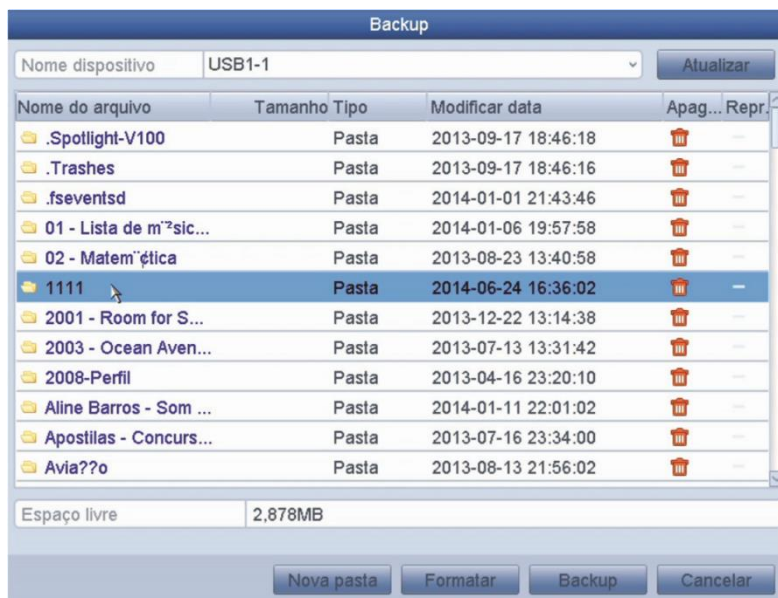 Backup
Nome dispositivo USB1-1 Atualizar
Nome do arquivo Tamanho Tipo Modificar data Apag... Repr.
.Spotlight-V100 Pasta 2013-09-17 18:46:18
.Trashes Pasta 2013-09-17 18:46:16
.fseventsd Pasta 2014-01-01 21:43:46
01 - Lista de m¨²sic... Pasta 2014-01-06 19:57:58
02 - Matem¨¢tica Pasta 2013-08-23 13:40:58
1111 Pasta 2014-06-24 16:36:02
2001 - Room for S... Pasta 2013-12-22 13:14:38
2003 - Ocean Aven... Pasta 2013-07-13 13:31:42
2008-Perfil Pasta 2013-04-16 23:20:10
Aline Barros - Som ... Pasta 2014-01-11 22:01:02
Apostilas - Concurs... Pasta 2013-07-16 23:34:00
Avia??o Pasta 2013-08-13 21:56:02
Espaço livre 2,878MB
Nova pasta Formatar Backup Cancelar